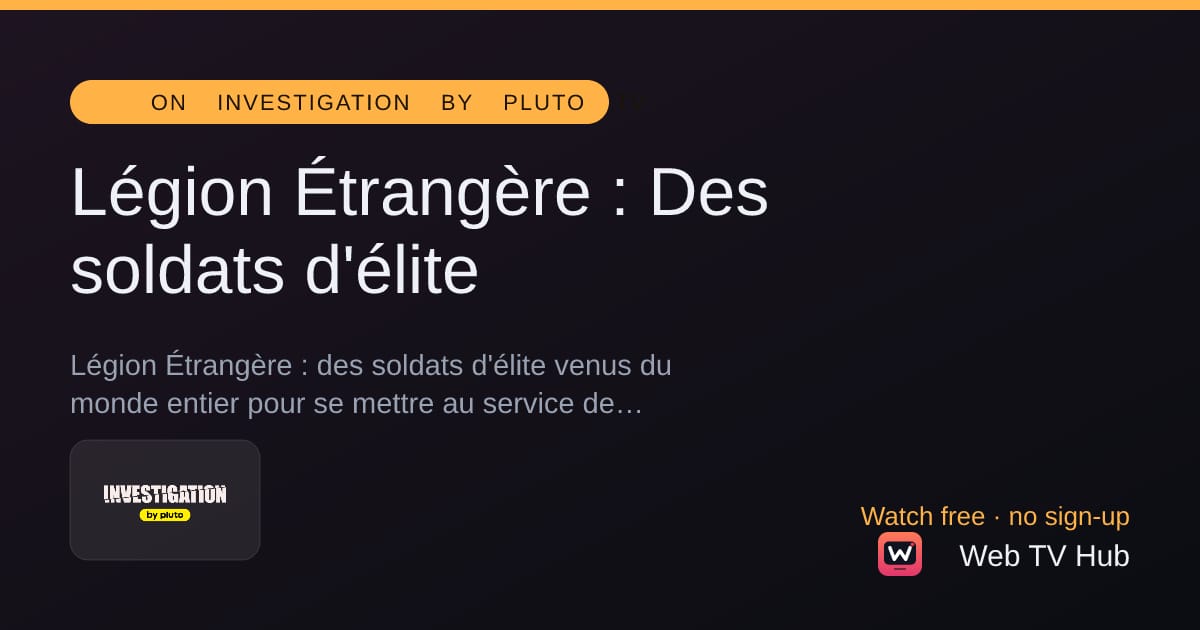 ON INVESTIGATION BY PLUTO
Légion Étrangère : Des
soldats d'élite
Légion Étrangère : des soldats d'élite venus du
monde entier pour se mettre au service de…
INVESTIGATION
by pluto
Watch free · no sign-up
W
Web TV Hub